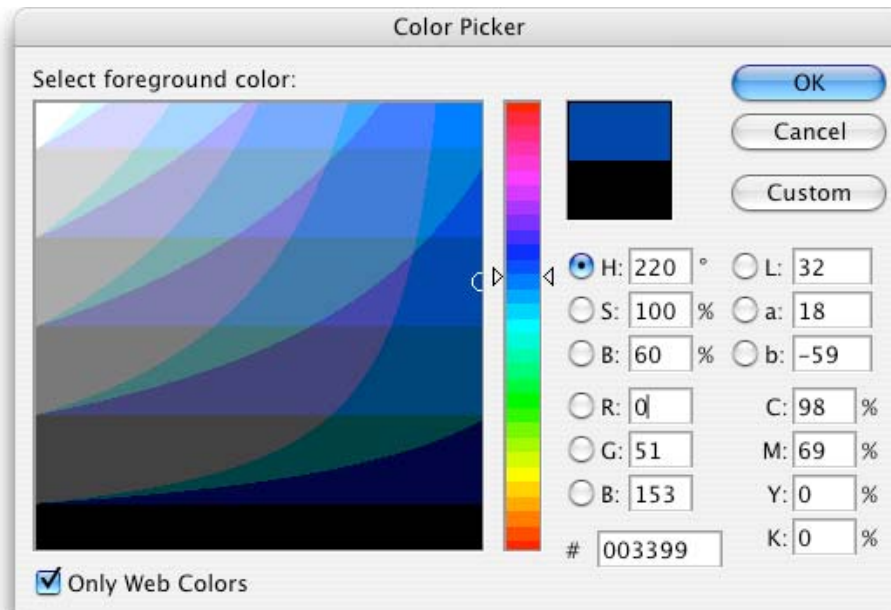 Color Picker
Select foreground color:
OK
Cancel
Custom
H: 220 °
L: 32
S: 100 %
a: 18
B: 60 %
b: -59
R: 0
C: 98 %
G: 51
M: 69 %
B: 153
Y: 0 %
# 003399
K: 0 %
Only Web Colors